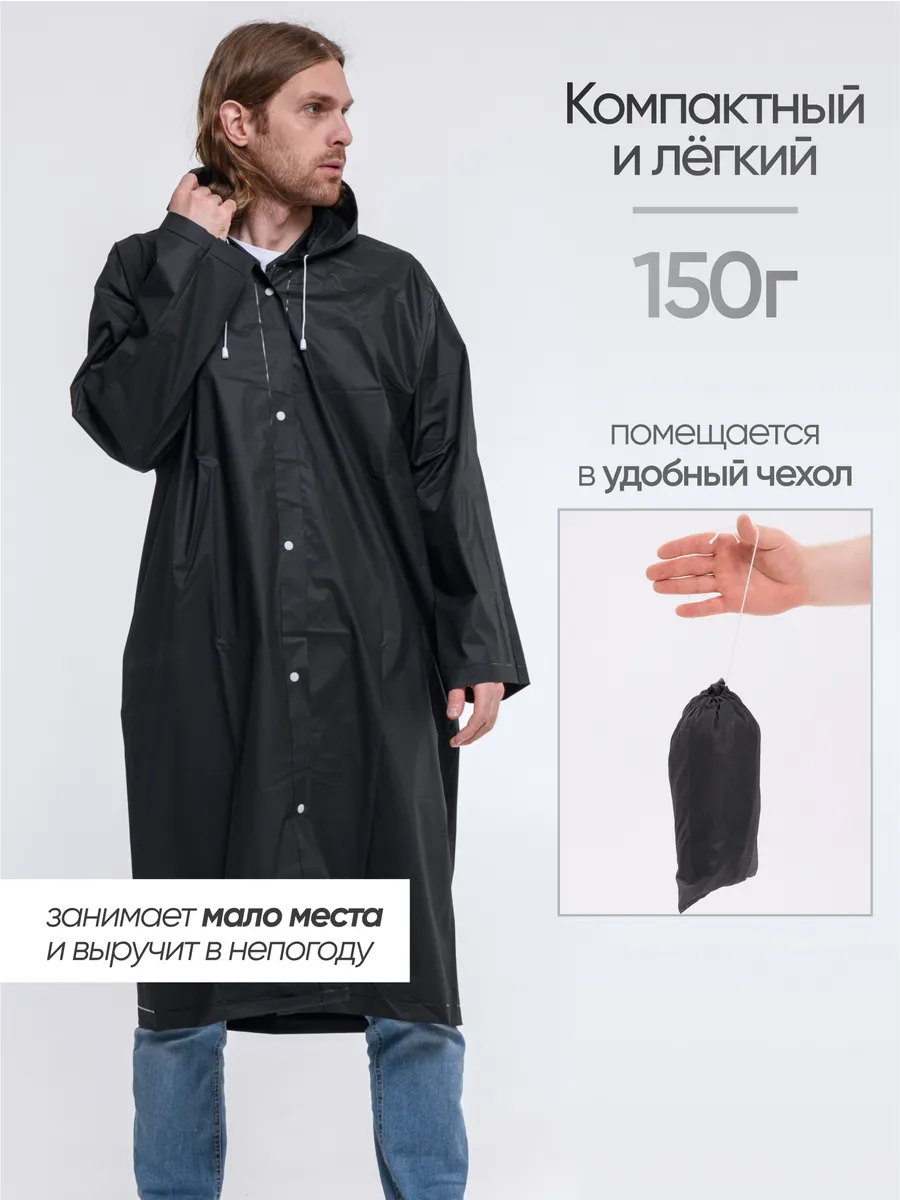 Компактный
и лёгкий
150г
помещается
в удобный чехол
занимает мало места
и выручит в непогоду